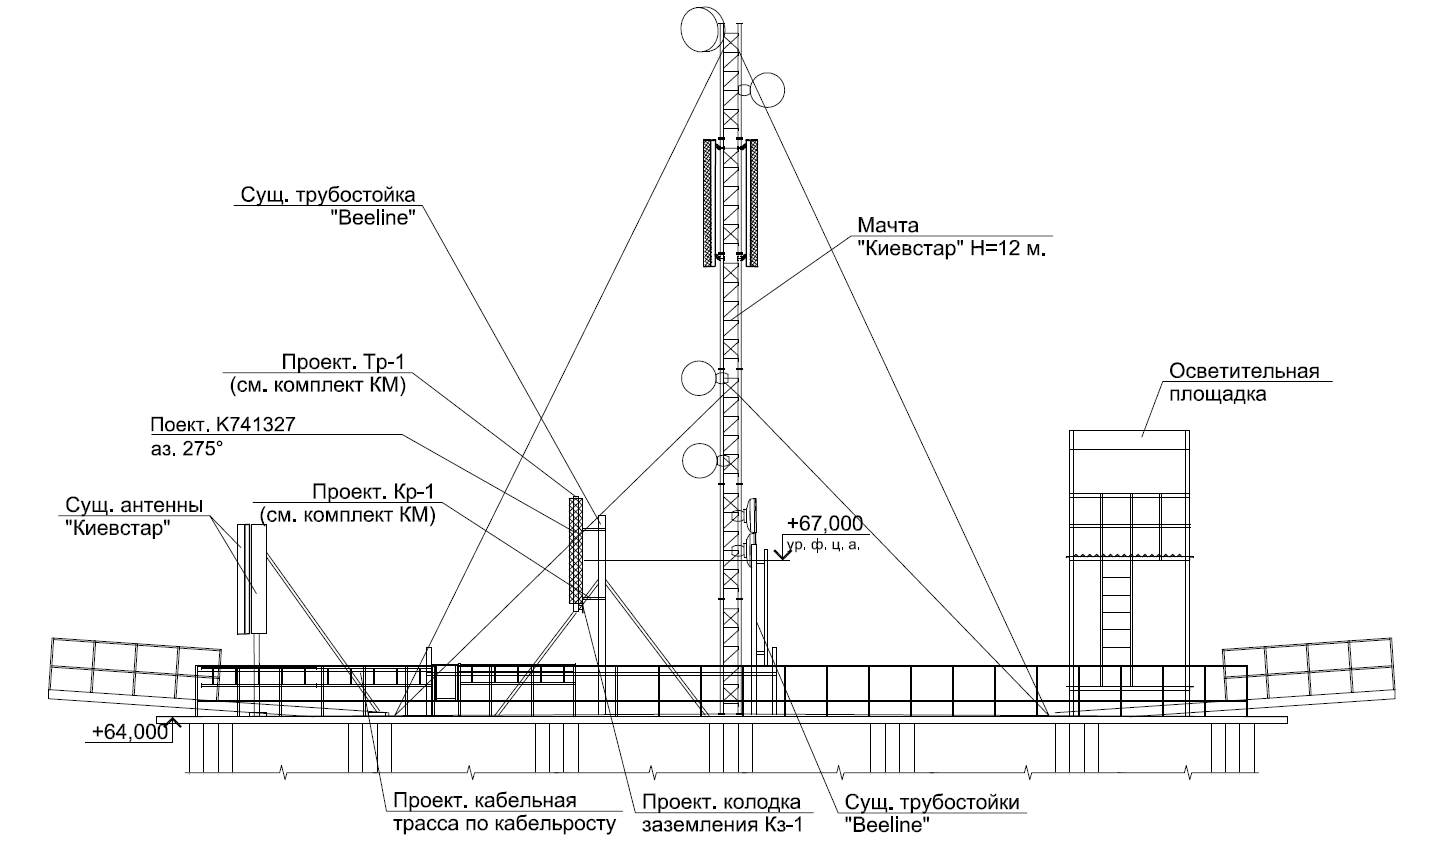 Сущ. трубостойка
"Beeline"
Мачта
"Киевстар" Н=12 м.
Проект. Тр-1
(см. комплект КМ)
Осветительная
площадка
Поект. К741327
аз. 275°
Проект. Кр-1
(см. комплект КМ)
Сущ. антенны
"Киевстар"
+67,000
ур. ф. ц. а.
+64,000
Проект. кабельная
трасса по кабельросту
Проект. колодка
заземления Кз-1
Сущ. трубостойки
"Beeline"